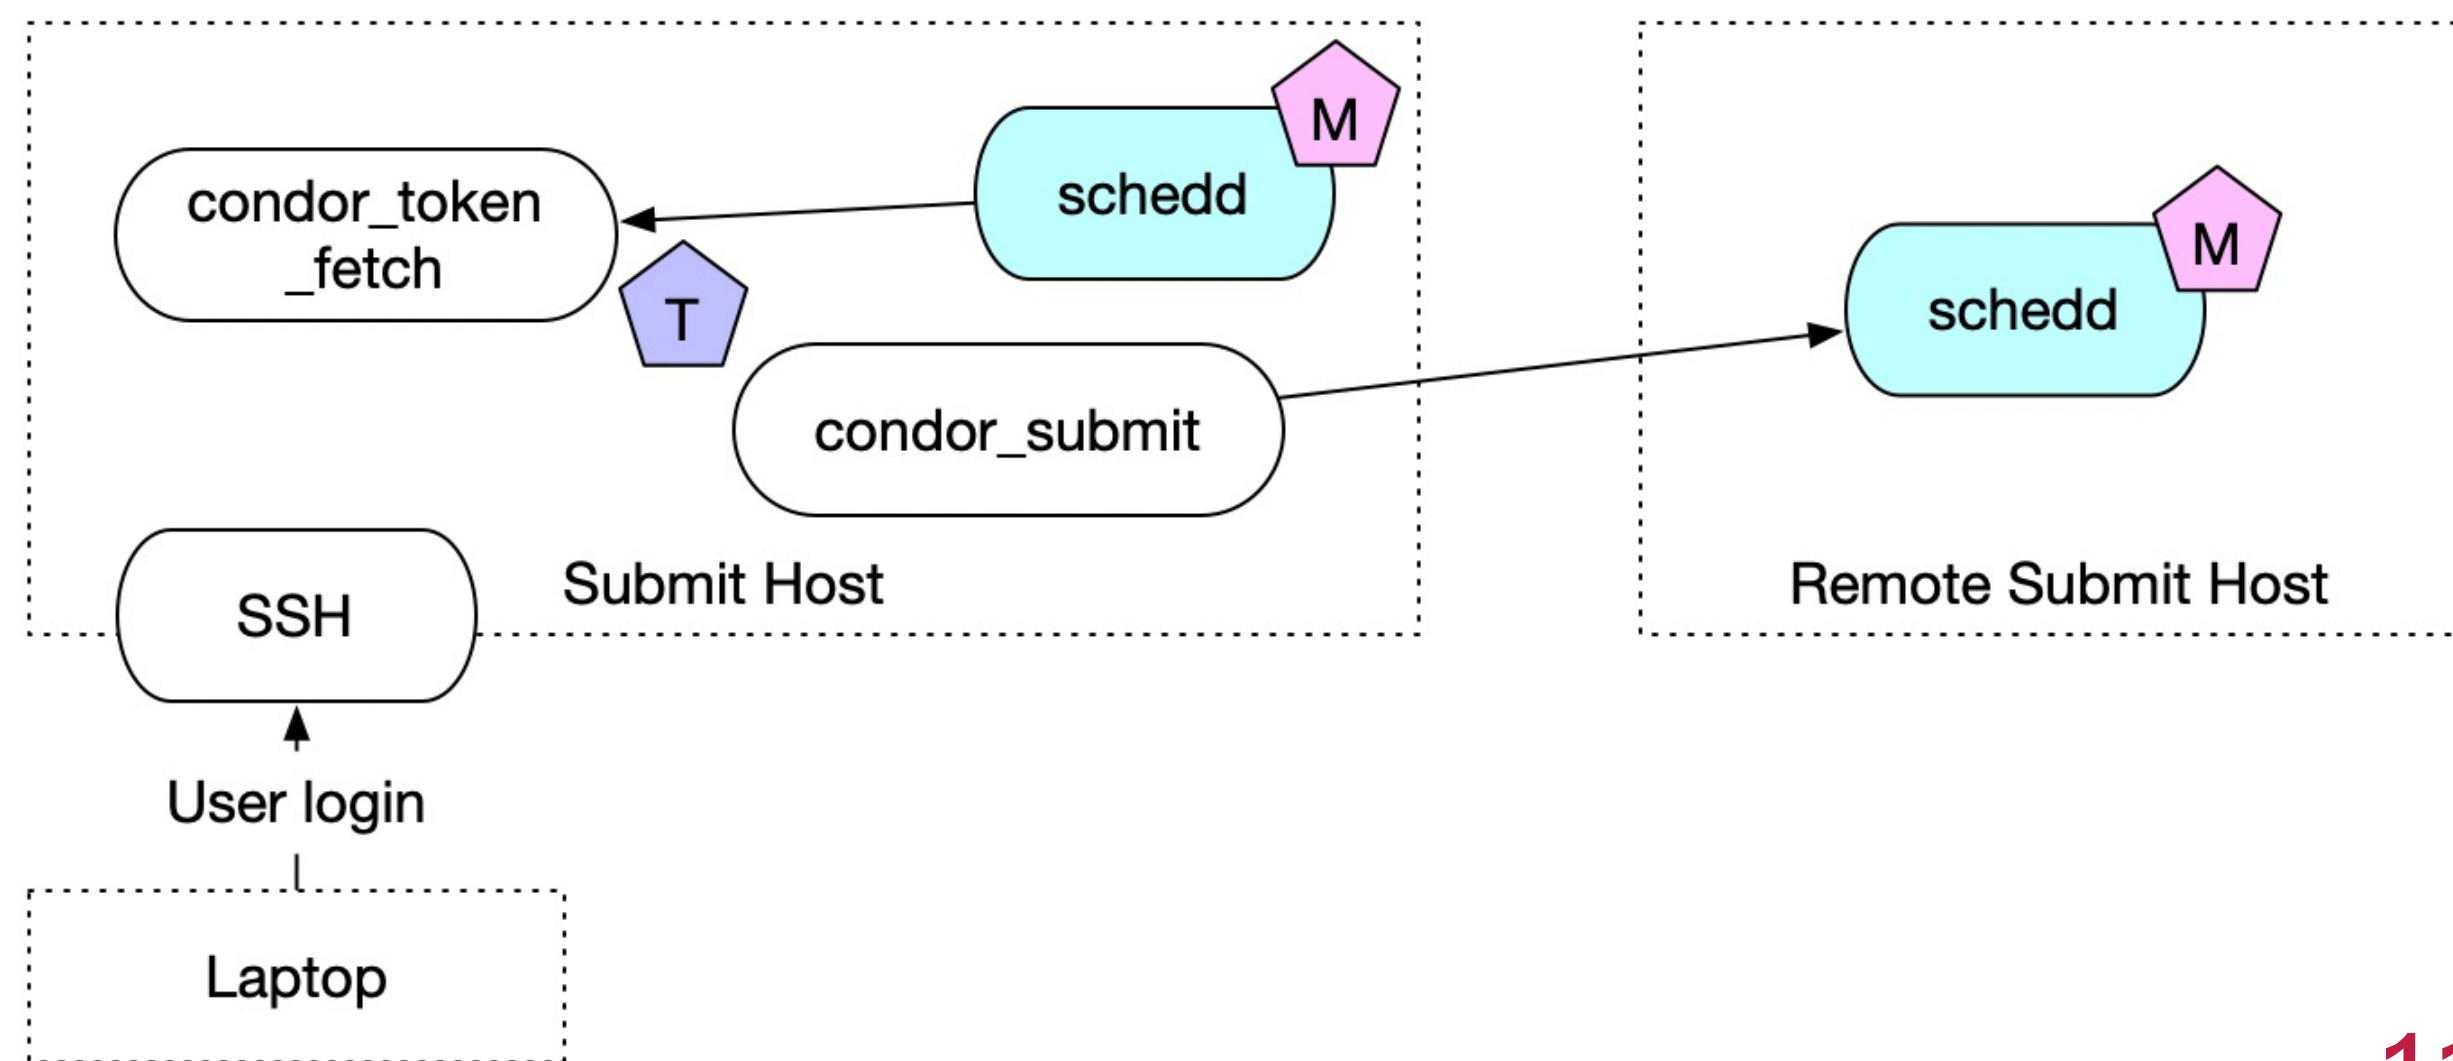 M
condor_token
_fetch
schedd
T
M
schedd
condor_submit
Submit Host
Remote Submit Host
SSH
User login
Laptop